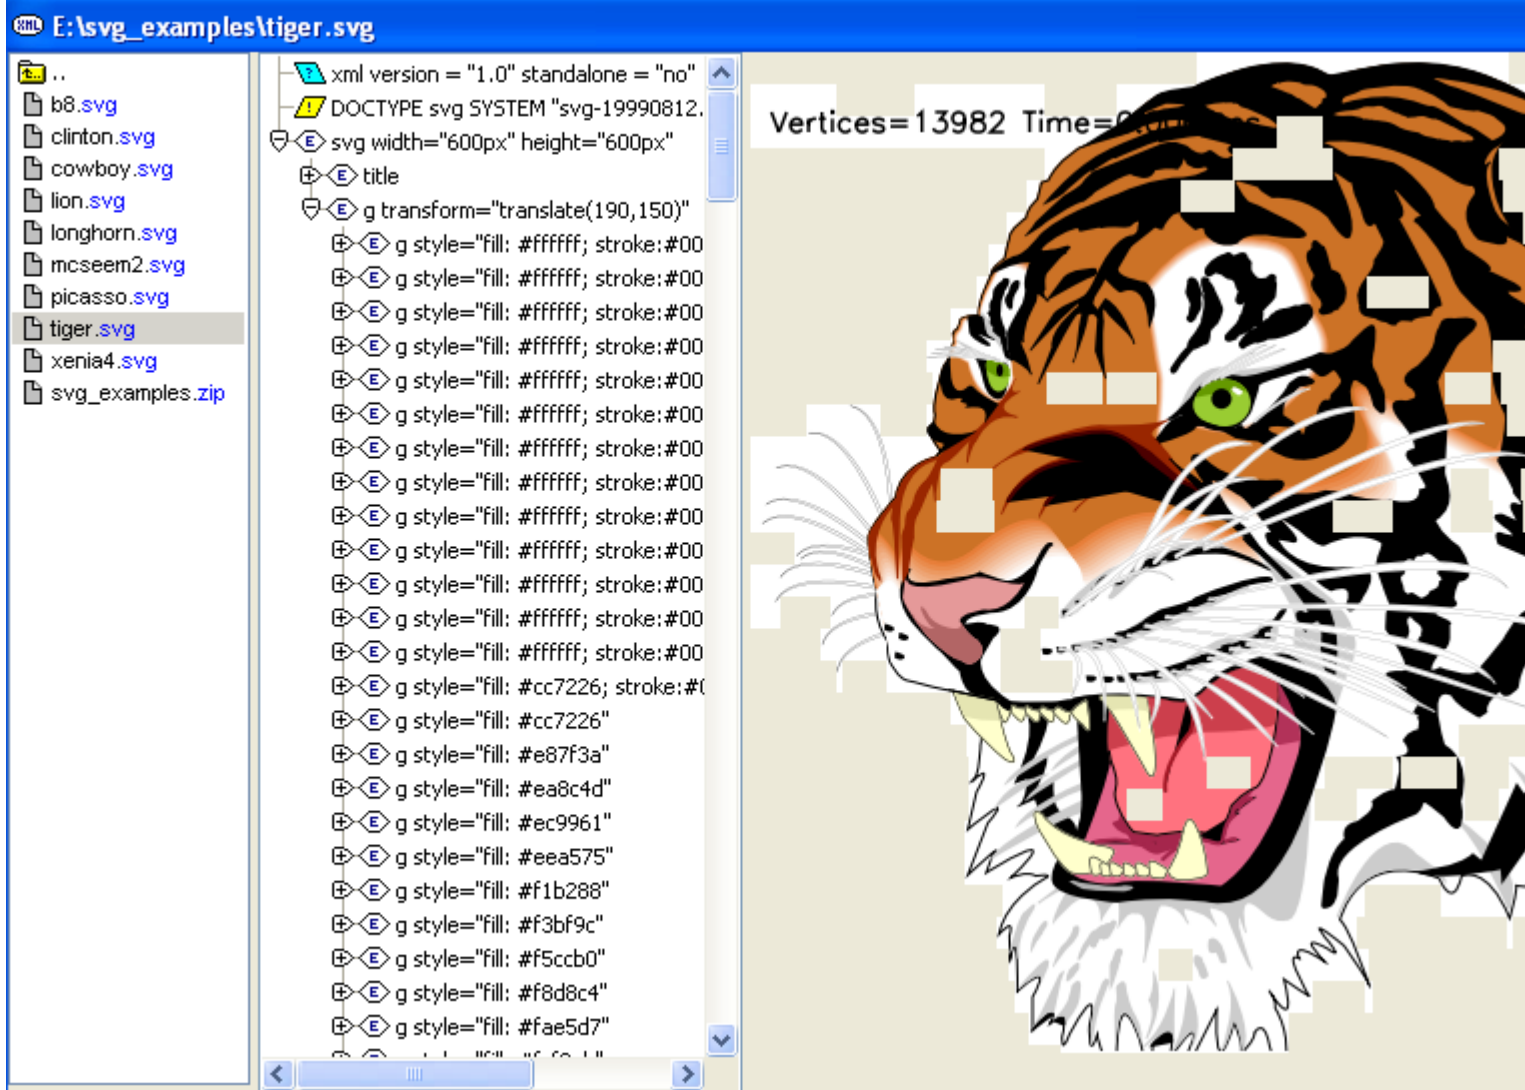 XML E:\svg_examples\tiger.svg
..
b8.svg
clinton.svg
cowboy.svg
lion.svg
longhorn.svg
mcseem2.svg
picasso.svg
tiger.svg
xenia4.svg
svg_examples.zip
? xml version = "1.0" standalone = "no"
! DOCTYPE svg SYSTEM "svg-19990812.
E svg width="600px" height="600px"
E title
E g transform="translate(190,150)"
E g style="fill: #ffffff; stroke:#00
E g style="fill: #ffffff; stroke:#00
E g style="fill: #ffffff; stroke:#00
E g style="fill: #ffffff; stroke:#00
E g style="fill: #ffffff; stroke:#00
E g style="fill: #ffffff; stroke:#00
E g style="fill: #ffffff; stroke:#00
E g style="fill: #ffffff; stroke:#00
E g style="fill: #ffffff; stroke:#00
E g style="fill: #ffffff; stroke:#00
E g style="fill: #ffffff; stroke:#00
E g style="fill: #ffffff; stroke:#00
E g style="fill: #ffffff; stroke:#00
E g style="fill: #cc7226; stroke:#0
E g style="fill: #cc7226"
E g style="fill: #e87f3a"
E g style="fill: #ea8c4d"
E g style="fill: #ec9961"
E g style="fill: #eea575"
E g style="fill: #f1b288"
E g style="fill: #f3bf9c"
E g style="fill: #f5ccb0"
E g style="fill: #f8d8c4"
E g style="fill: #fae5d7"
Vertices=13982 Time=